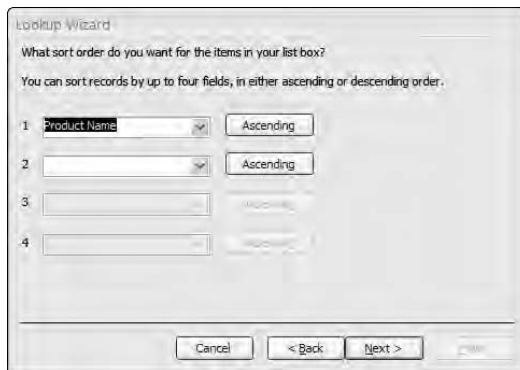 Lookup Wizard
What sort order do you want for the items in your list box?
You can sort records by up to four fields, in either ascending or descending order.
1 Product Name Ascending
2 Ascending
3 Ascending
4
Cancel < Back Next >